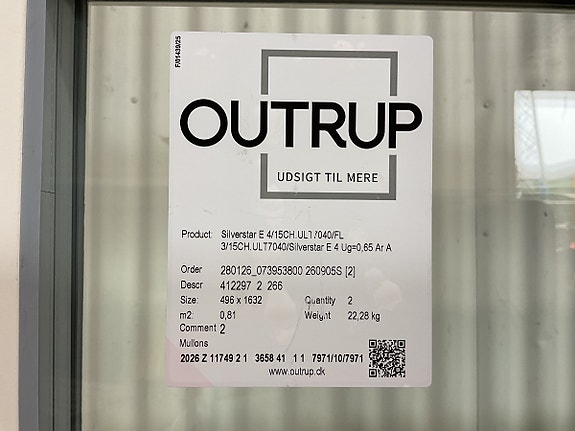 F/01439/25
OUTRUP
UDSIGT TIL MERE
Product: Silverstar E 4/15CH.ULT7040/FL
3/15CH.ULT7040/Silverstar E 4 Ug=0,65 Ar A
Order 280126_073953800 260905S [2]
Descr 412297 2 266
Size: 496 x 1632 Quantity 2
m2: 0,81 Weight 22,28 kg
Comment 2
Mullons
2026 Z 11749 2 1 3658 41 1 1 7971/10/7971
www.outrup.dk